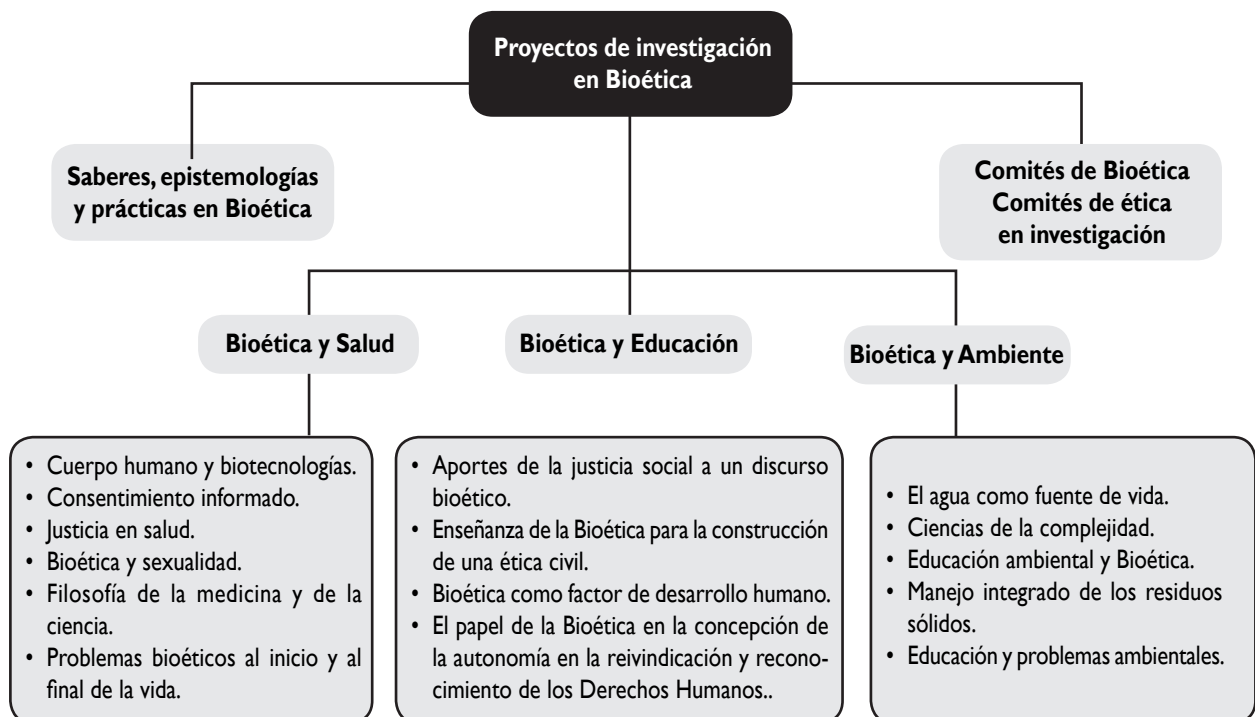 Proyectos de investigación
en Bioética
Saberes, epistemologías
y prácticas en Bioética
Comités de Bioética
Comités de ética
en investigación
Bioética y Salud
Bioética y Educación
Bioética y Ambiente
• Cuerpo humano y biotecnologías.
• Consentimiento informado.
• Justicia en salud.
• Bioética y sexualidad.
• Filosofía de la medicina y de la
ciencia.
• Problemas bioéticos al inicio y al
final de la vida.
• Aportes de la justicia social a un discurso
bioético.
• Enseñanza de la Bioética para la construcción
de una ética civil.
• Bioética como factor de desarrollo humano.
• El papel de la Bioética en la concepción de
la autonomía en la reivindicación y recono-
cimiento de los Derechos Humanos..
• El agua como fuente de vida.
• Ciencias de la complejidad.
• Educación ambiental y Bioética.
• Manejo integrado de los residuos
sólidos.
• Educación y problemas ambientales.